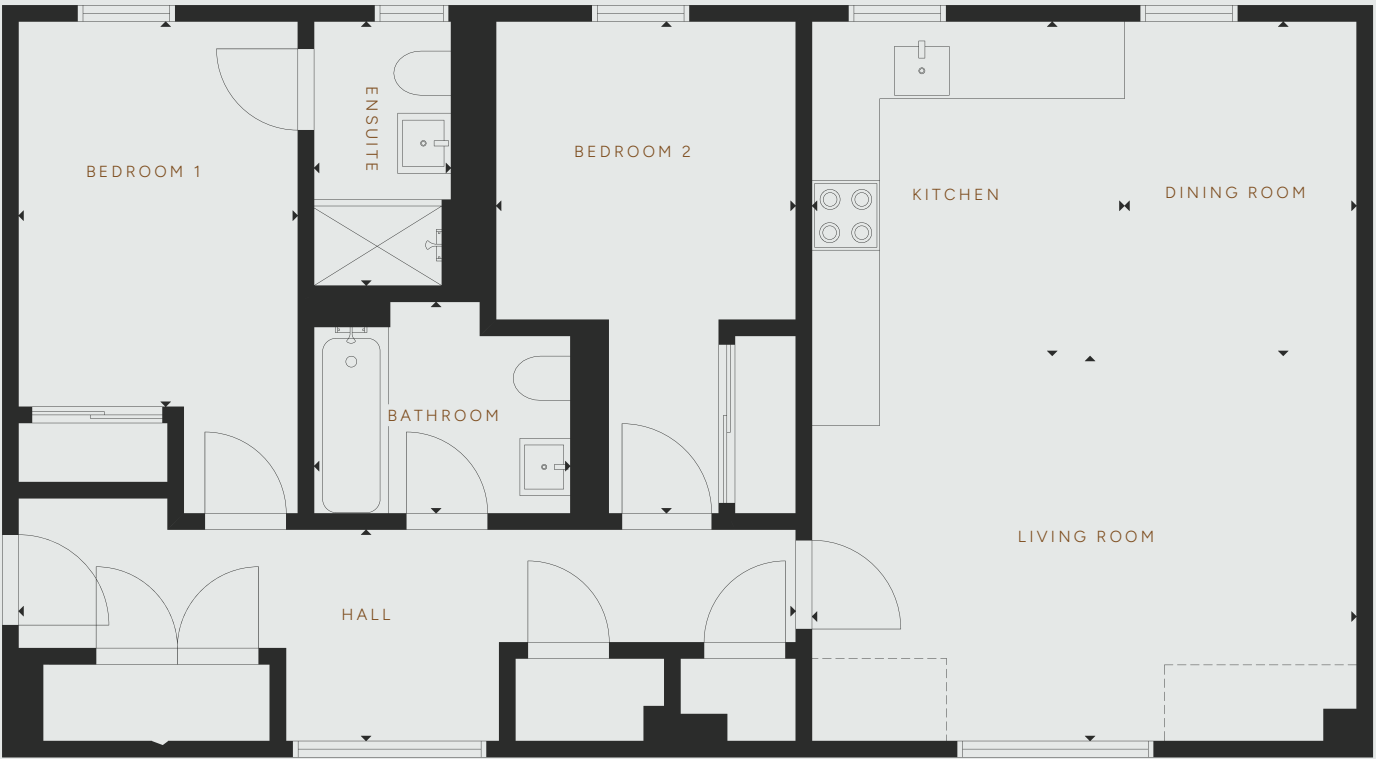 ENSUITE
BEDROOM 1
BEDROOM 2
KITCHEN
DINING ROOM
BATHROOM
LIVING ROOM
HALL